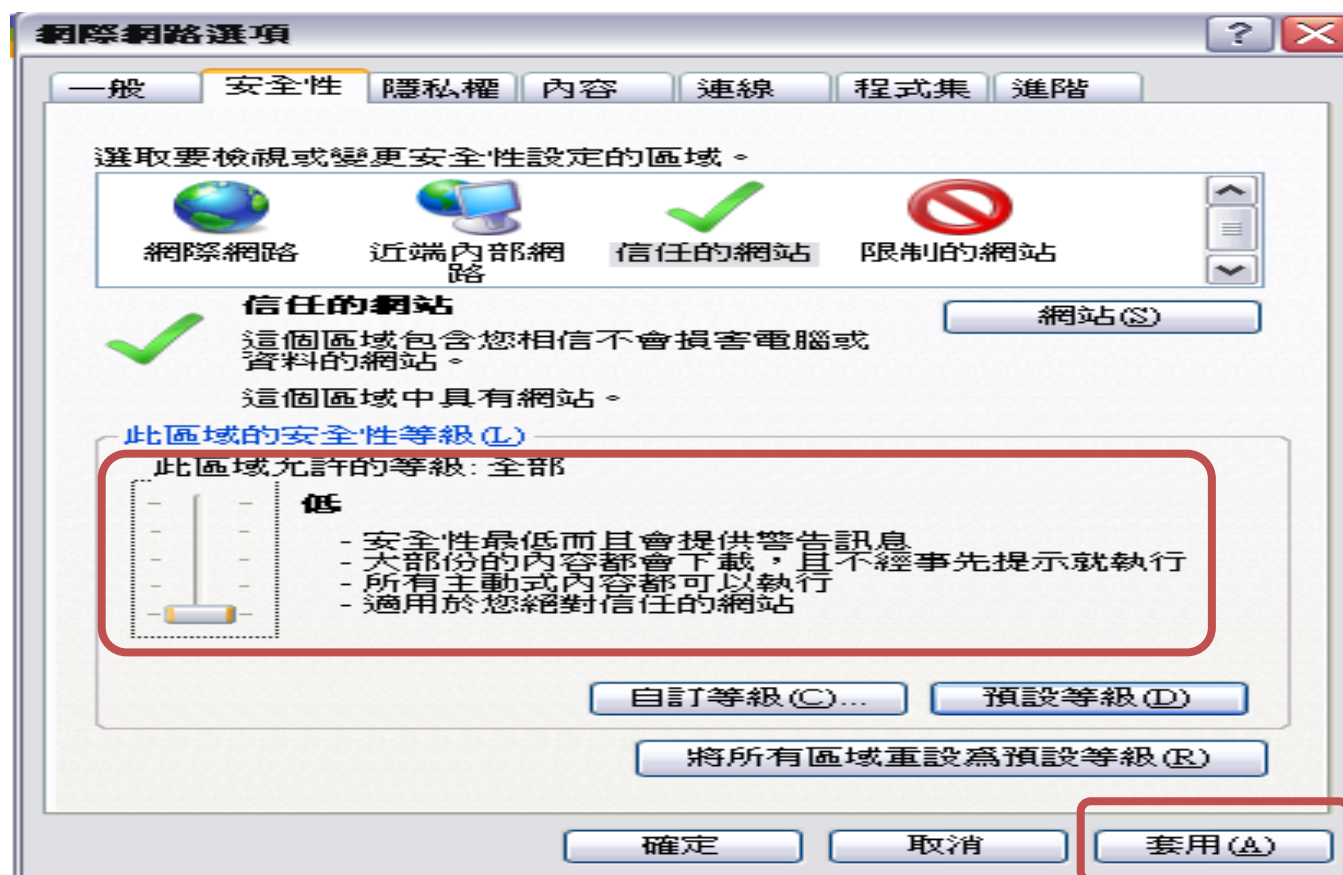 網際網路選項
一般 安全性 隱私權 內容 連線 程式集 進階
選取要檢視或變更安全性設定的區域。
網際網路 近端內部網路 信任的網站 限制的網站
信任的網站
網站(S)
這個區域包含您相信不會損害電腦或
資料的網站。
這個區域中具有網站。
此區域的安全性等級(L)
此區域允許的等級: 全部
低
- 安全性最低而且會提供警告訊息
- 大部份的內容都會下載，且不經事先提示就執行
- 所有主動式內容都可以執行
- 適用於您絕對信任的網站
自訂等級(C)... 預設等級(D)
將所有區域重設為預設等級(R)
確定 取消 套用(A)